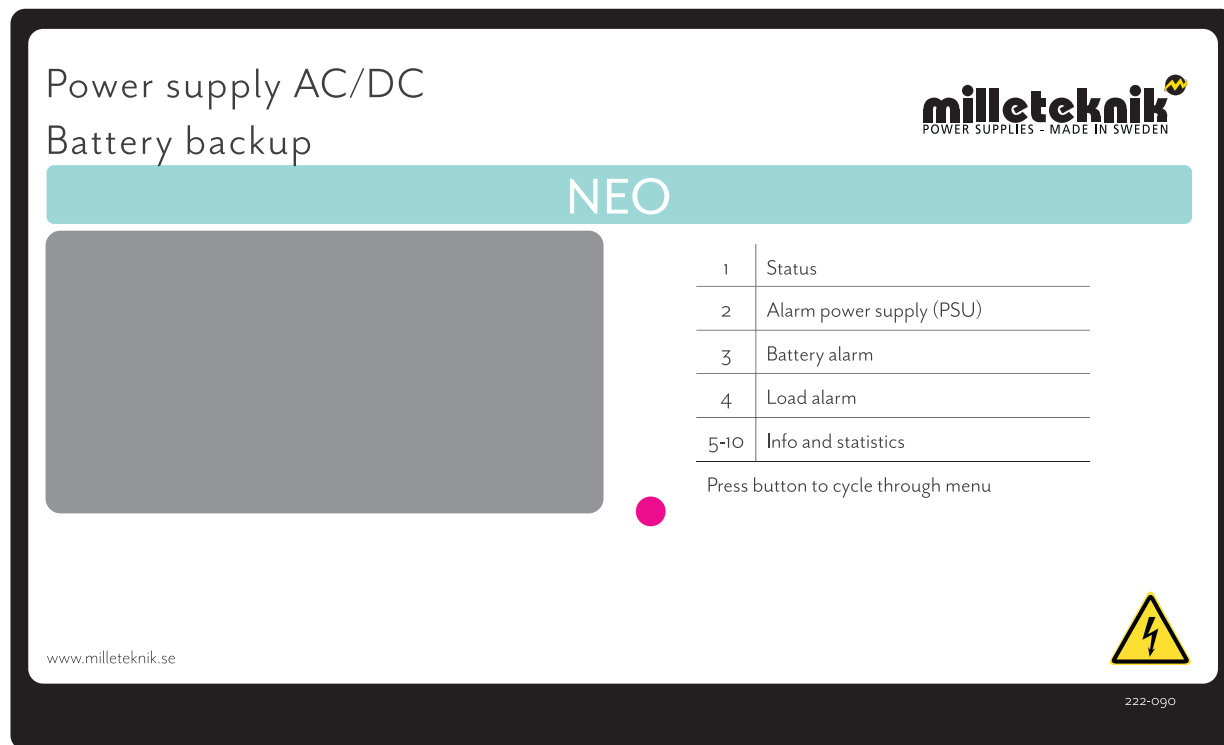 Power supply AC/DC
Battery backup
milleteknik
POWER SUPPLIES - MADE IN SWEDEN
NEO
1 Status
2 Alarm power supply (PSU)
3 Battery alarm
4 Load alarm
5-10 Info and statistics
Press button to cycle through menu
www.milleteknik.se
222-090